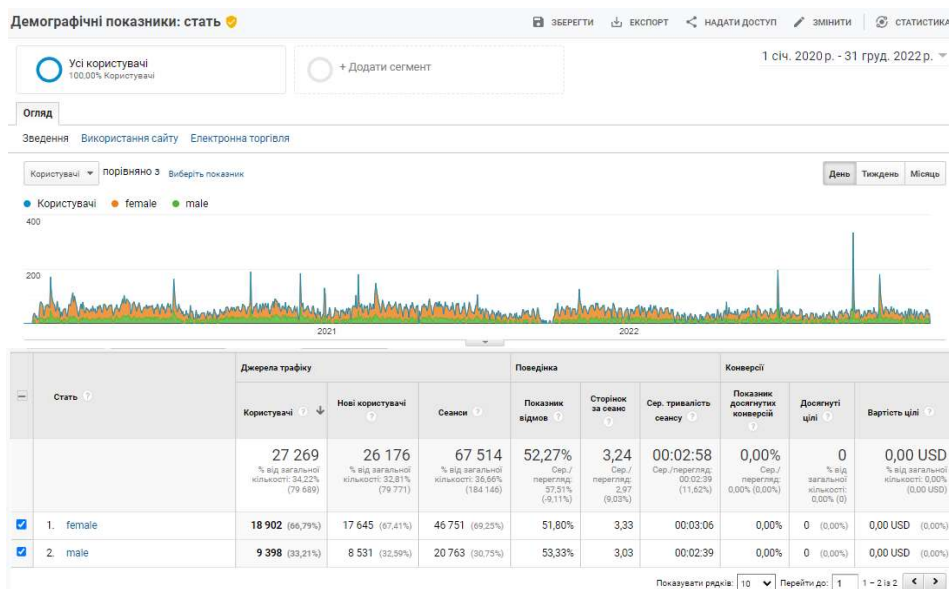 Демографічні показники: стать
ЗБЕРЕГТИ ЕКСПОРТ НАДАТИ ДОСТУП ЗМІНИТИ СТАТИСТИКА
Усі користувачі
100,00% Користувачі
+ Додати сегмент
1 січ. 2020 р. - 31 груд. 2022 р.
Огляд
Зведення Використання сайту Електронна торгівля
Користувачі порівняно з Виберіть показник
День Тиждень Місяць
Користувачі female male
400
200
2021 2022
Джерела трафіку Поведінка Конверсії
Стать ? Користувачі ? Нові користувачі ? Сеанси ? Показник відмов ? Сторінок за сеанс ? Сер. тривалість сеансу ? Показник досягнутих конверсій ? Досягнуті цілі ? Вартість цілі ?
27 269 26 176 67 514 52,27% 3,24 00:02:58 0,00% 0 0,00 USD
% від загальної кількості: 34,22% (79 689) % від загальної кількості: 32,81% (79 771) % від загальної кількості: 36,66% (184 146) Сер./перегляд: 57,51% (-9,11%) Сер./перегляд: 2,97 (9,03%) Сер./перегляд: 00:02:39 (11,62%) Сер./перегляд: 0,00% (0,00%) % від загальної кількості: 0,00% (0) % від загальної кількості: 0,00% (0,00 USD)
1. female 18 902 (66,79%) 17 645 (67,41%) 46 751 (69,25%) 51,80% 3,33 00:03:06 0,00% 0 (0,00%) 0,00 USD (0,00%)
2. male 9 398 (33,21%) 8 531 (32,59%) 20 763 (30,75%) 53,33% 3,03 00:02:39 0,00% 0 (0,00%) 0,00 USD (0,00%)
Показувати рядків: 10 Перейти до: 1 1 – 2 із 2